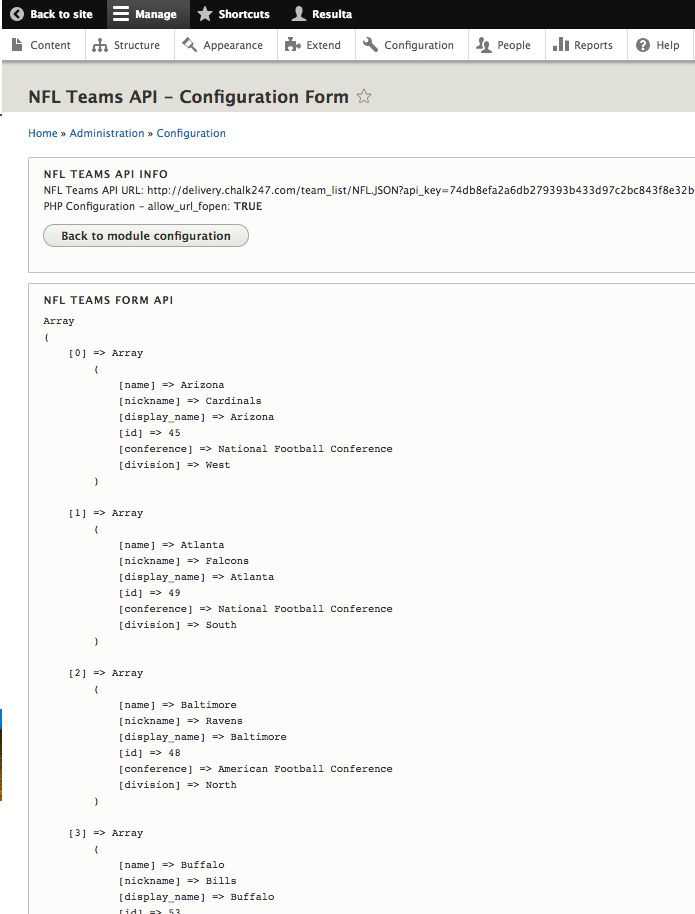 Back to site Manage Shortcuts Resulta
Content Structure Appearance Extend Configuration People Reports Help
NFL Teams API - Configuration Form
Home » Administration » Configuration
NFL TEAMS API INFO
NFL Teams API URL: http://delivery.chalk247.com/team_list/NFL.JSON?api_key=74db8efa2a6db279393b433d97c2bc843f8e32b
PHP Configuration - allow_url_fopen: TRUE
Back to module configuration
NFL TEAMS FORM API
Array
(
[0] => Array
(
[name] => Arizona
[nickname] => Cardinals
[display_name] => Arizona
[id] => 45
[conference] => National Football Conference
[division] => West
)
[1] => Array
(
[name] => Atlanta
[nickname] => Falcons
[display_name] => Atlanta
[id] => 49
[conference] => National Football Conference
[division] => South
)
[2] => Array
(
[name] => Baltimore
[nickname] => Ravens
[display_name] => Baltimore
[id] => 48
[conference] => American Football Conference
[division] => North
)
[3] => Array
(
[name] => Buffalo
[nickname] => Bills
[display_name] => Buffalo
[id] => 53